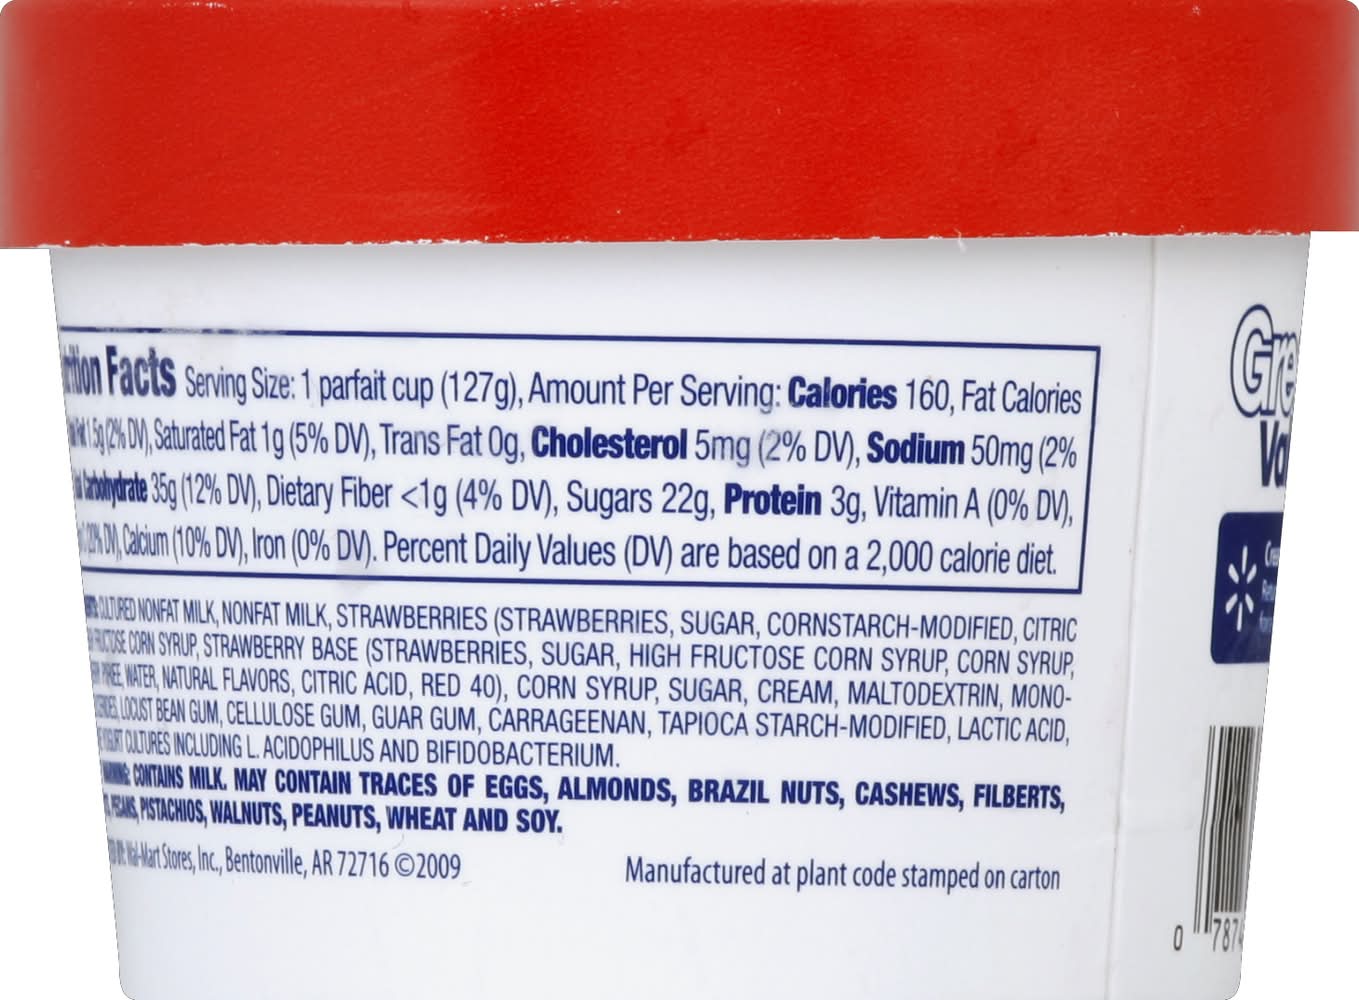 Facts Serving Size: 1 parfait cup (127g), Amount Per Serving: Calories 160, Fat Calories
1.5g (2% DV), Saturated Fat 1g (5% DV), Trans Fat 0g, Cholesterol 5mg (2% DV), Sodium 50mg (2%
Carbohydrate 35g (12% DV), Dietary Fiber <1g (4% DV), Sugars 22g, Protein 3g, Vitamin A (0% DV),
(20% DV), Calcium (10% DV), Iron (0% DV). Percent Daily Values (DV) are based on a 2,000 calorie diet.
CULTURED NONFAT MILK, NONFAT MILK, STRAWBERRIES (STRAWBERRIES, SUGAR, CORNSTARCH-MODIFIED, CITRIC
FRUCTOSE CORN SYRUP, STRAWBERRY BASE (STRAWBERRIES, SUGAR, HIGH FRUCTOSE CORN SYRUP, CORN SYRUP,
WATER, NATURAL FLAVORS, CITRIC ACID, RED 40), CORN SYRUP, SUGAR, CREAM, MALTODEXTRIN, MONO-
LOCUST BEAN GUM, CELLULOSE GUM, GUAR GUM, CARRAGEENAN, TAPIOCA STARCH-MODIFIED, LACTIC ACID,
CULTURES INCLUDING L. ACIDOPHILUS AND BIFIDOBACTERIUM.
WARNING: CONTAINS MILK. MAY CONTAIN TRACES OF EGGS, ALMONDS, BRAZIL NUTS, CASHEWS, FILBERTS,
PECANS, PISTACHIOS, WALNUTS, PEANUTS, WHEAT AND SOY.
Wal-Mart Stores, Inc., Bentonville, AR 72716 ©2009
Manufactured at plant code stamped on carton
Gre
Va
0 787